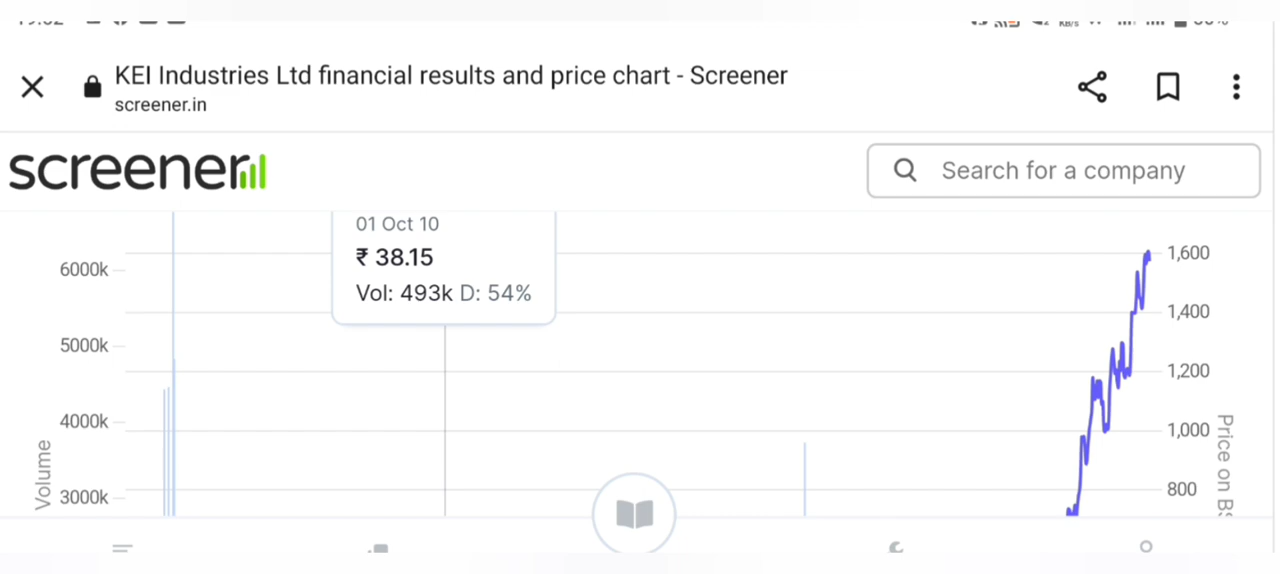 KEI Industries Ltd financial results and price chart - Screener
screener.in
screener
Search for a company
01 Oct 10
₹ 38.15
Vol: 493k D: 54%
6000k
5000k
4000k
3000k
Volume
1,600
1,400
1,200
1,000
800
Price on